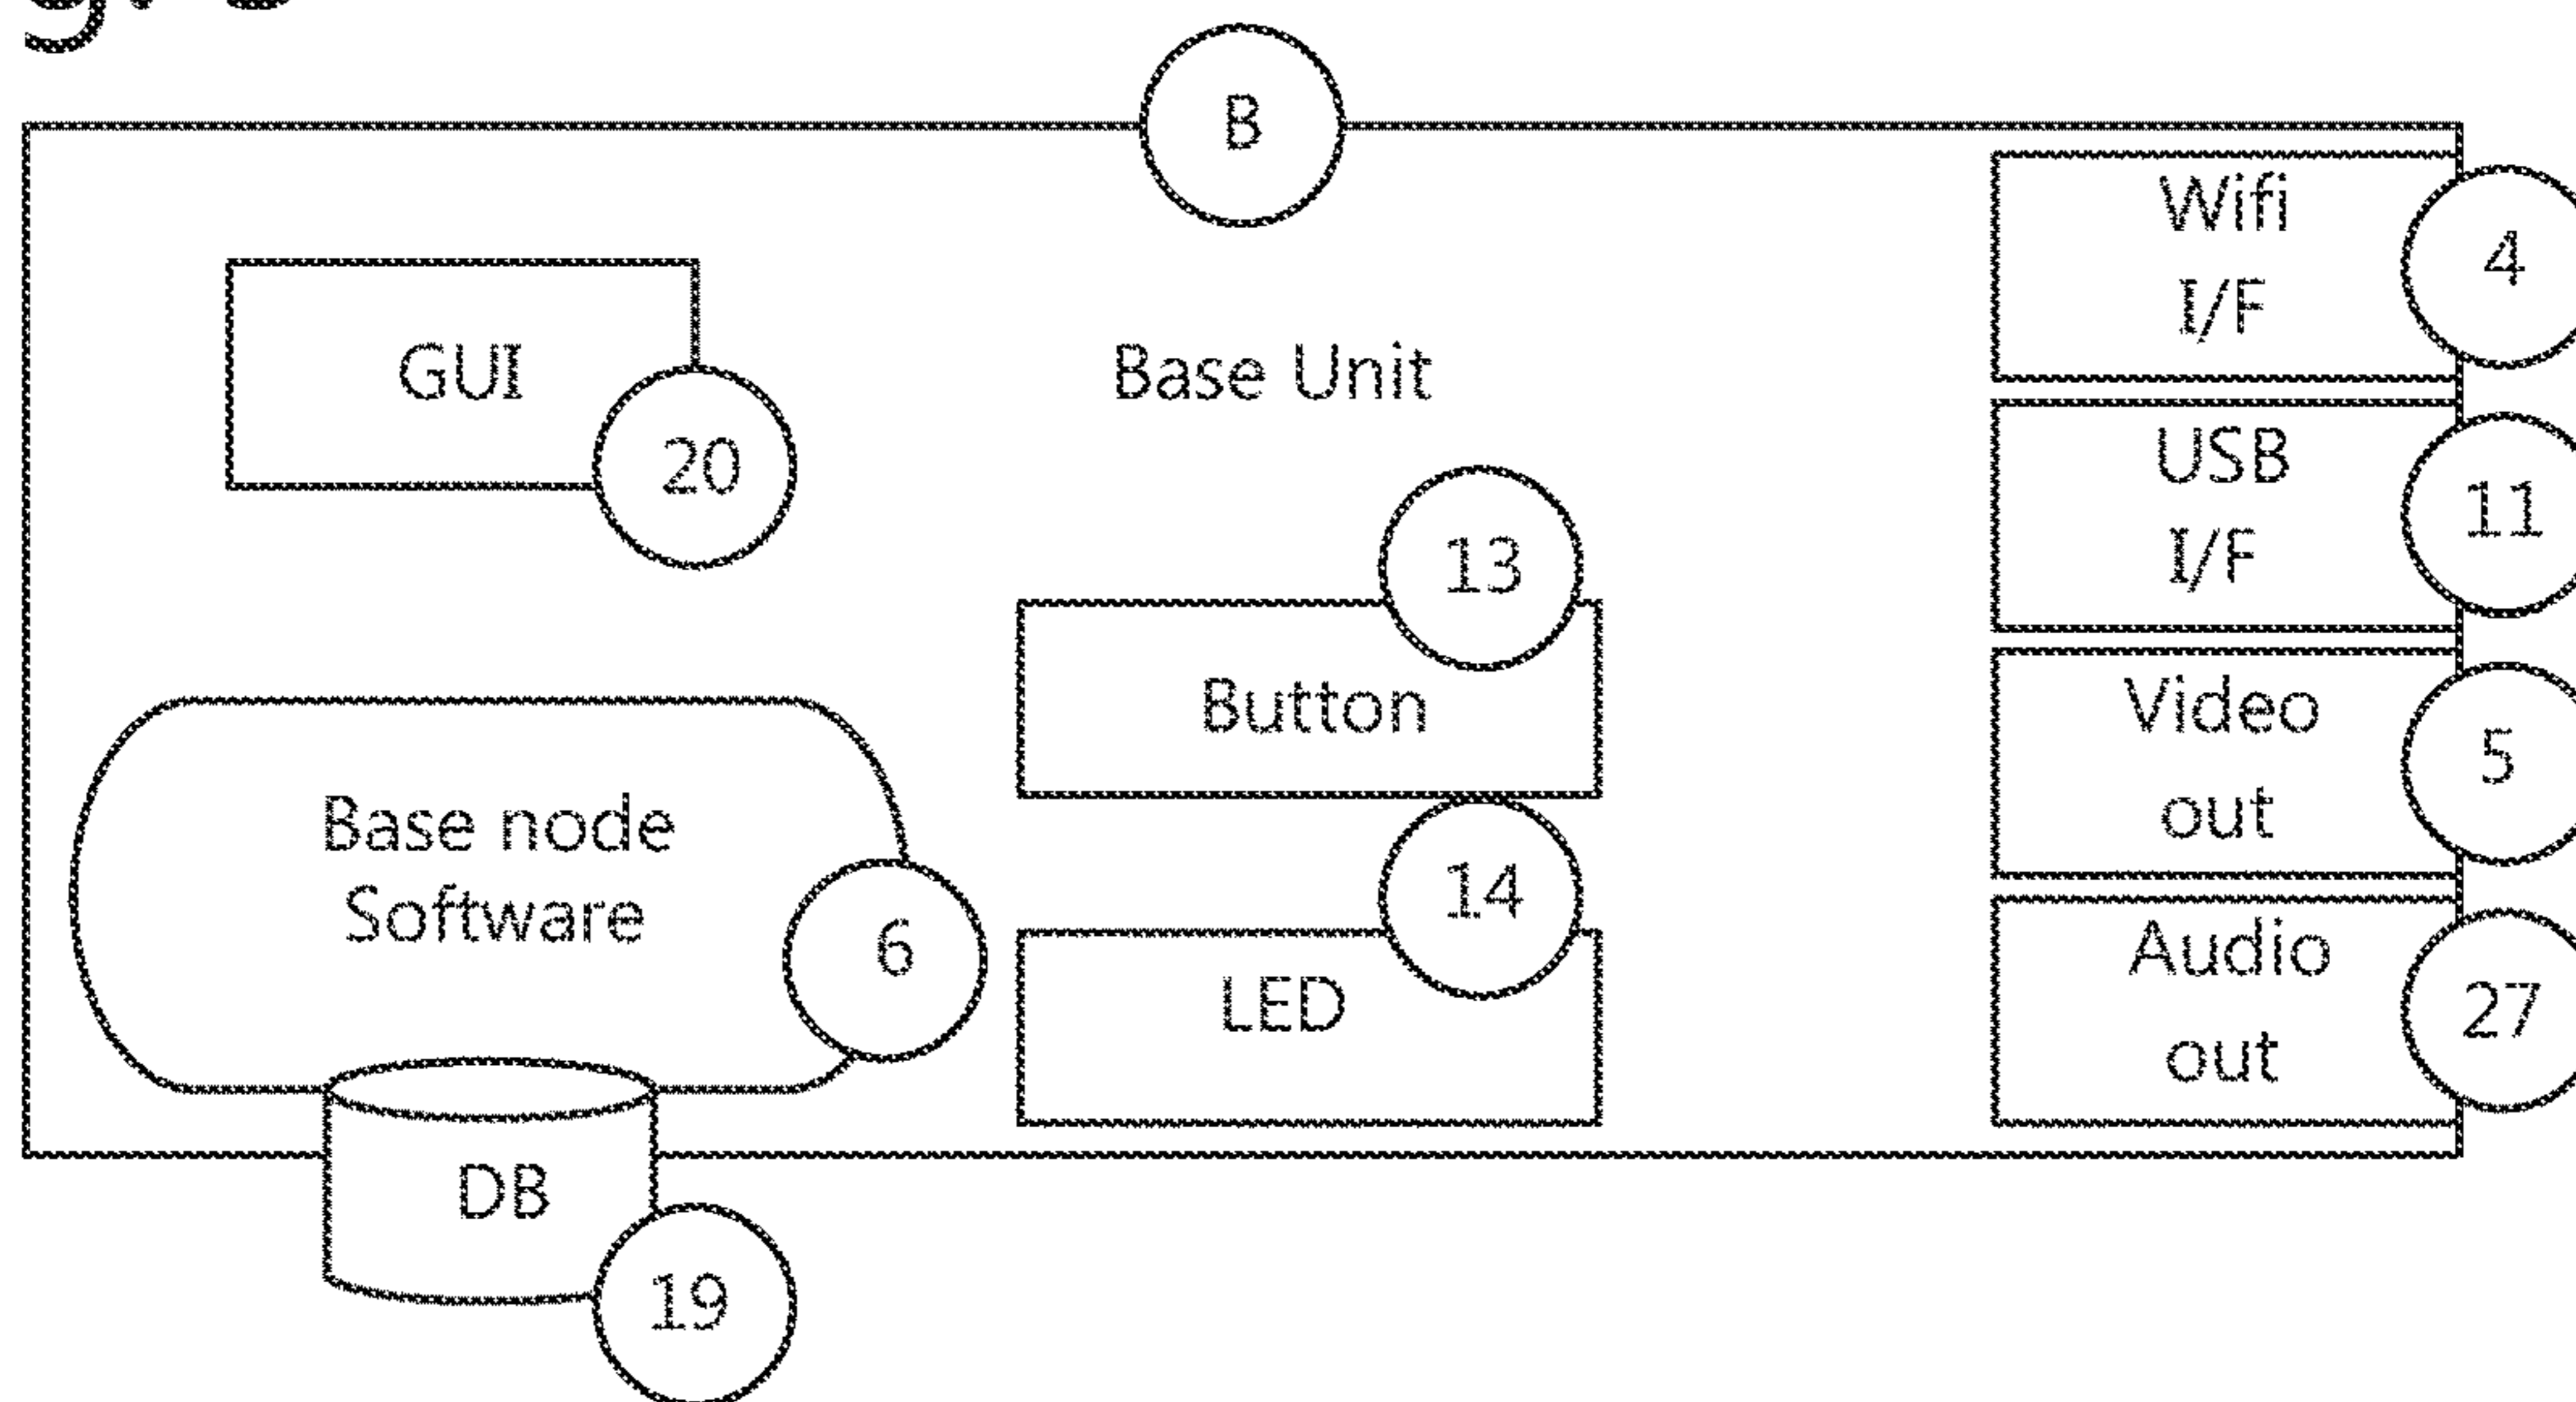 B
Wifi
I/F
4
GUI
20
Base Unit
USB
I/F
11
13
Button
Video
out
5
Base node
Software
6
14
LED
Audio
out
27
DB
19